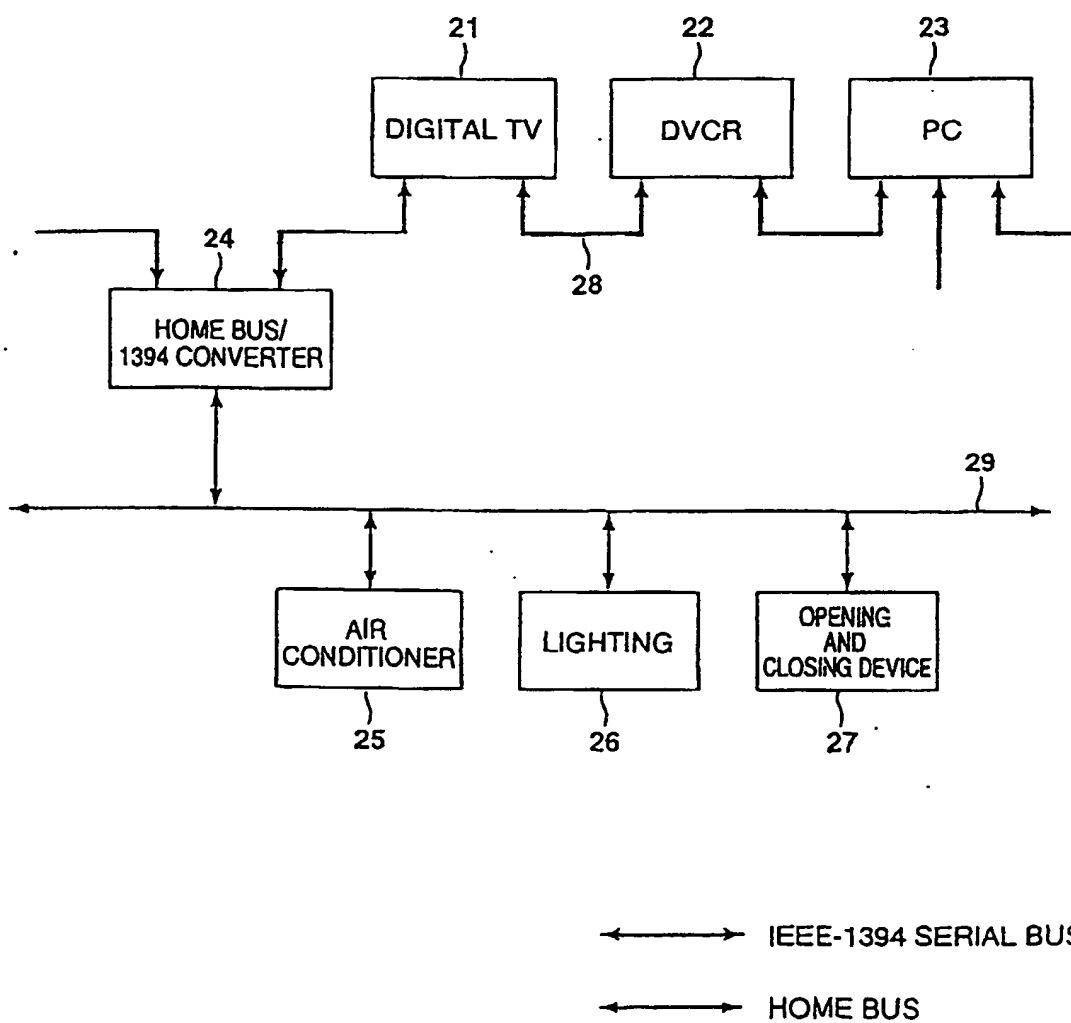 21
22
23
DIGITAL TV
DVCR
PC
24
28
HOME BUS/
1394 CONVERTER
29
AIR
CONDITIONER
LIGHTING
OPENING
AND
CLOSING DEVICE
25
26
27
IEEE-1394 SERIAL BUS
HOME BUS